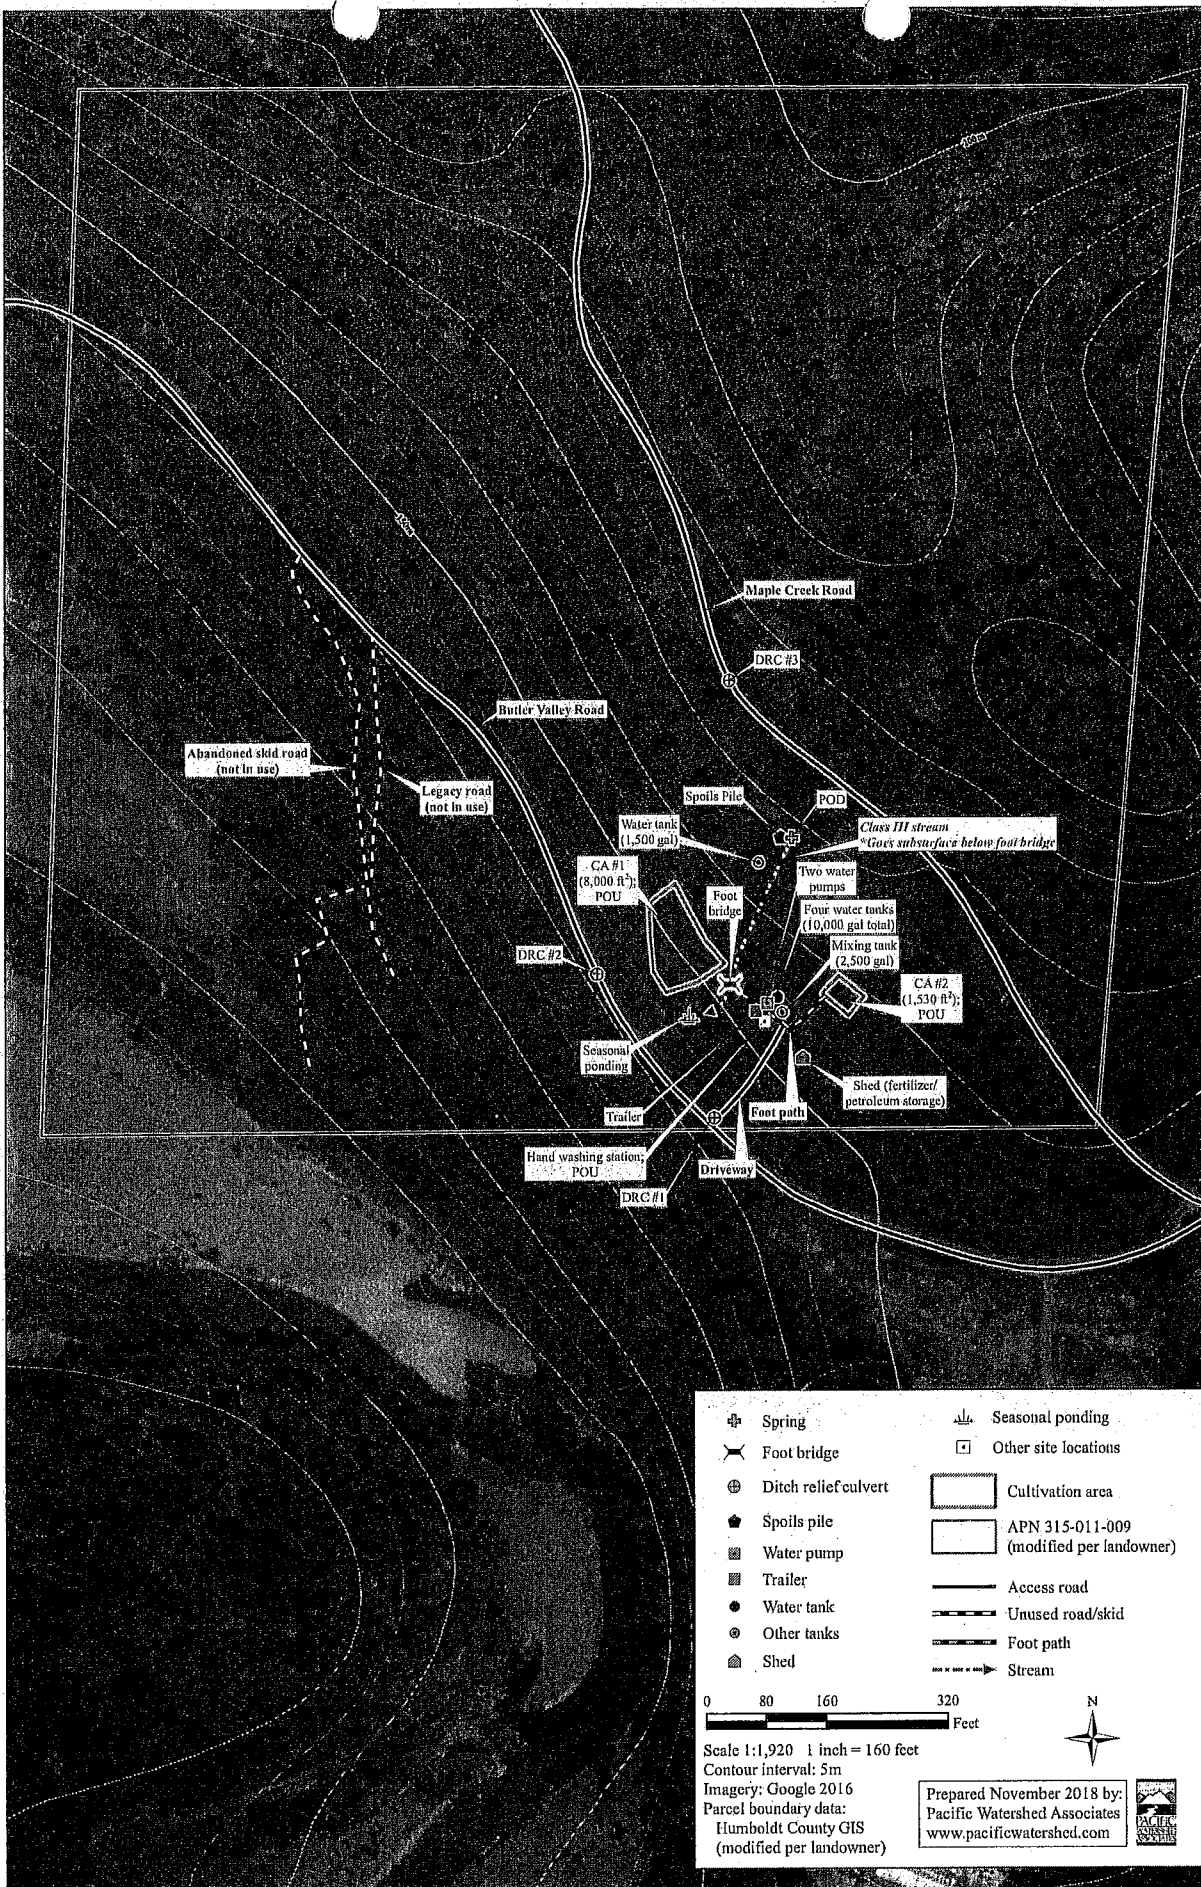 Maple Creek Road
DRC #3
Butler Valley Road
Abandoned skid road
(not in use)
Legacy road
(not in use)
Spoils Pile
POD
Water tank
(1,500 gal)
Class III stream
*Goes subsurface below foot bridge
CA #1
(8,000 ft²);
POU
Two water
pumps
Foot
bridge
Four water tanks
(10,000 gal total)
Mixing tank
(2,500 gal)
DRC #2
CA #2
(1,530 ft²);
POU
Seasonal
ponding
Shed (fertilizer/
petroleum storage)
Trailer
Foot path
Hand washing station;
POU
Driveway
DRC #1
Spring
Foot bridge
Ditch relief culvert
Spoils pile
Water pump
Trailer
Water tank
Other tanks
Shed
Seasonal ponding
Other site locations
Cultivation area
APN 315-011-009
(modified per landowner)
Access road
Unused road/skid
Foot path
Stream
0 80 160 320
Feet
N
Scale 1:1,920 1 inch = 160 feet
Contour interval: 5m
Imagery: Google 2016
Parcel boundary data:
Humboldt County GIS
(modified per landowner)
Prepared November 2018 by:
Pacific Watershed Associates
www.pacificwatershed.com
PACIFIC
WATERSHED
ASSOCIATES